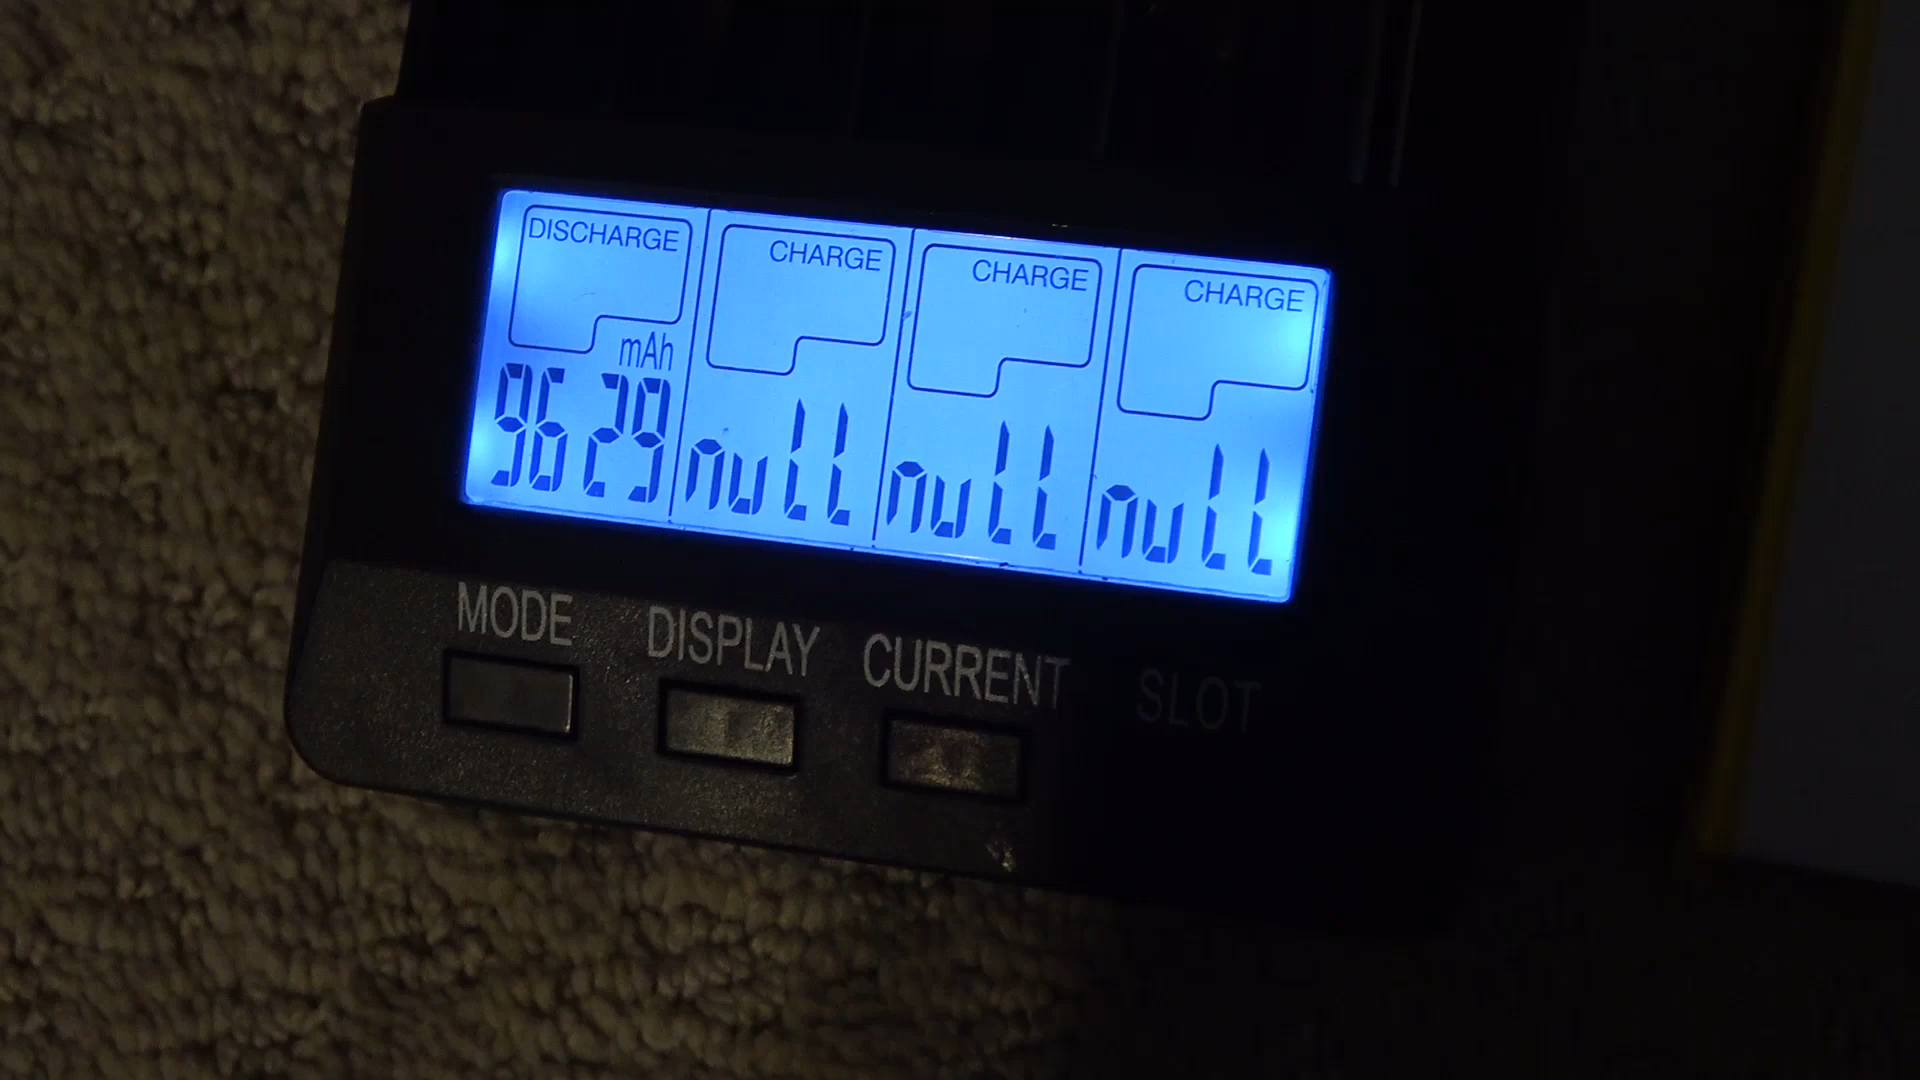 DISCHARGE CHARGE CHARGE CHARGE
mAh
9629 null null null
MODE DISPLAY CURRENT SLOT